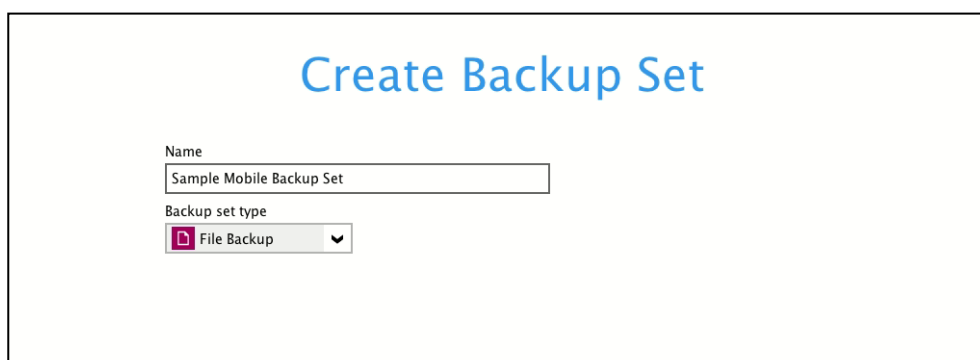 Create Backup Set
Name
Sample Mobile Backup Set
Backup set type
File Backup